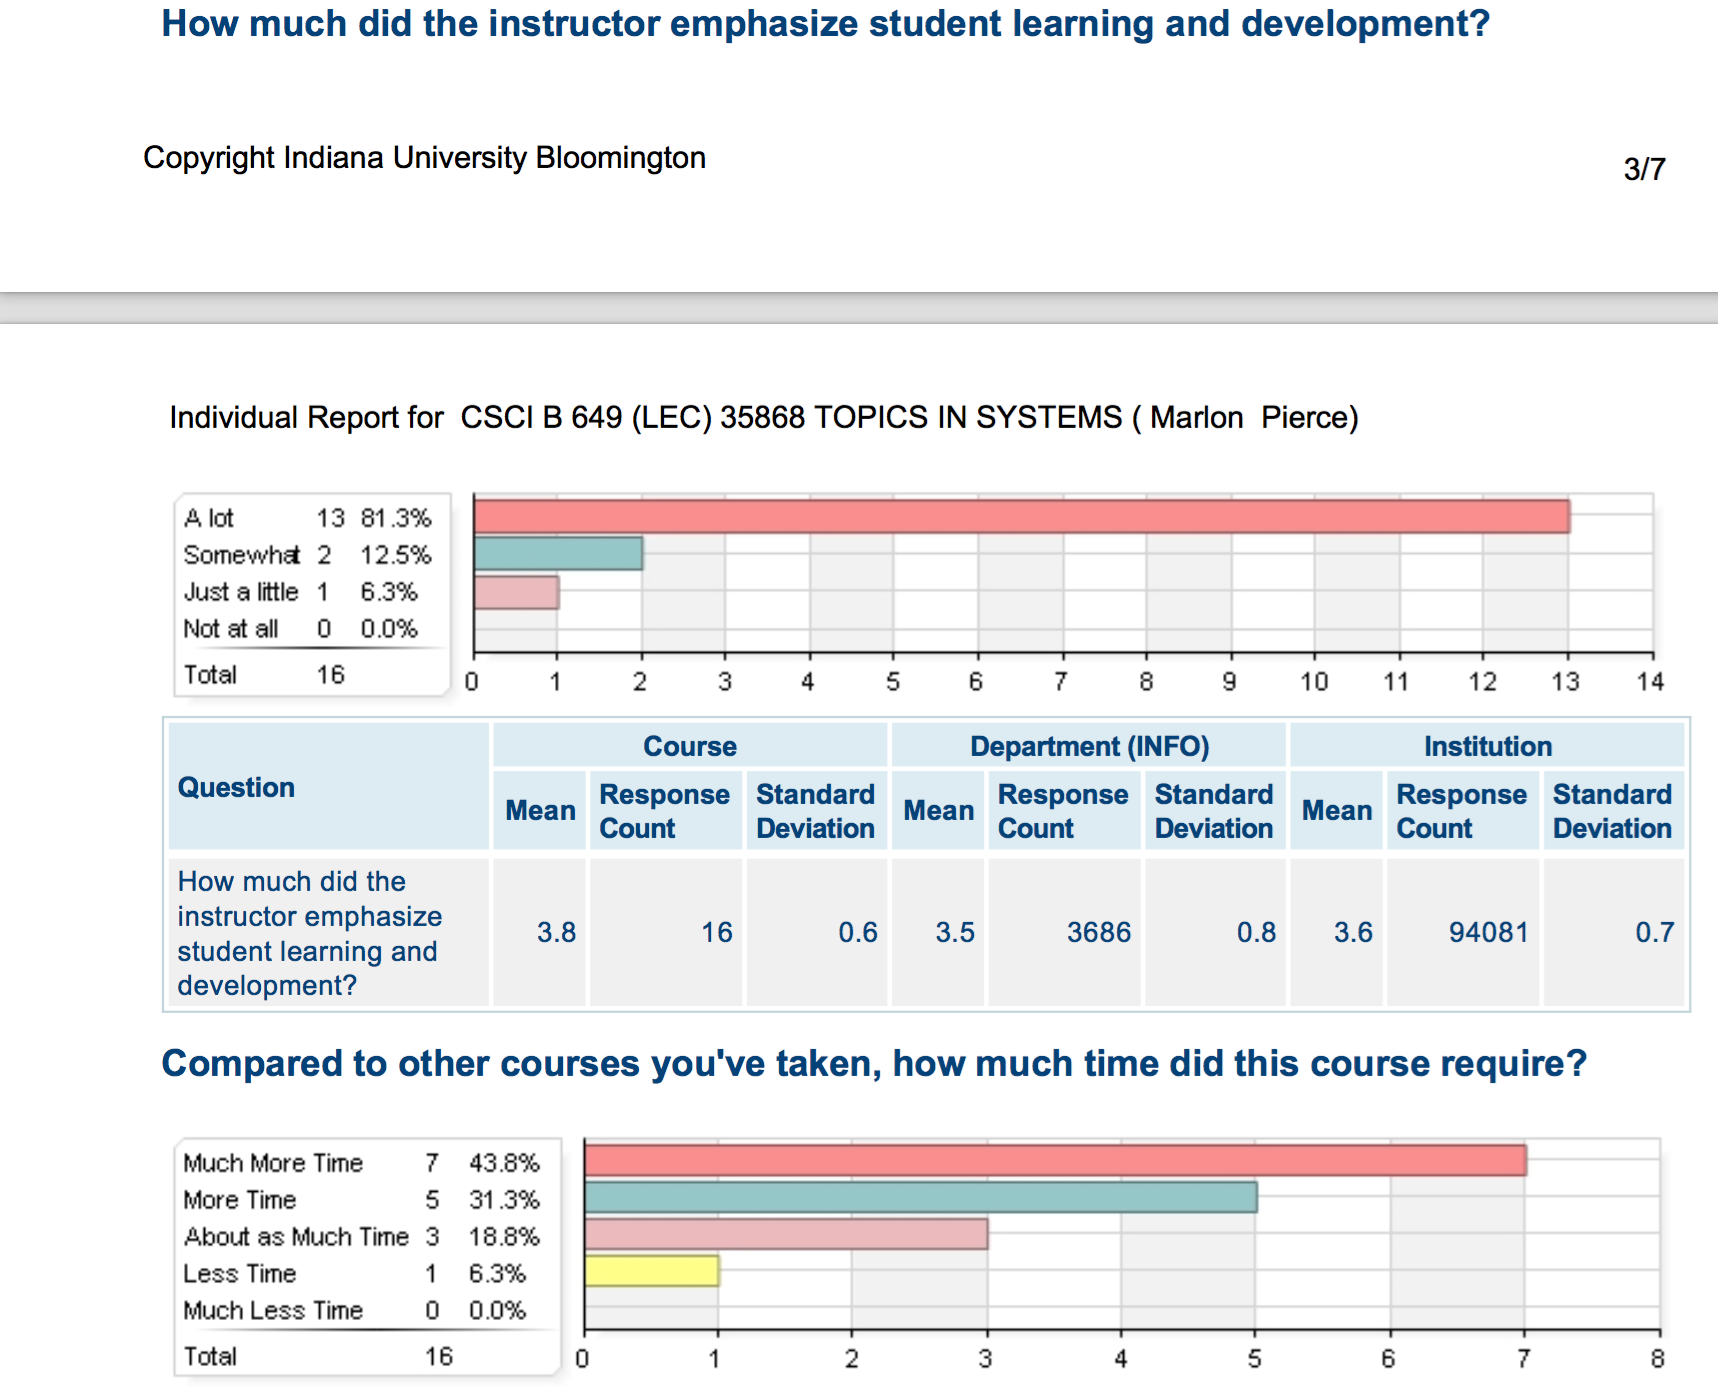 How much did the instructor emphasize student learning and development?
Copyright Indiana University Bloomington
3/7
Individual Report for CSCI B 649 (LEC) 35868 TOPICS IN SYSTEMS ( Marlon Pierce)
A lot 13 81.3%
Somewhat 2 12.5%
Just a little 1 6.3%
Not at all 0 0.0%
Total 16
0 1 2 3 4 5 6 7 8 9 10 11 12 13 14
Question
Course
Department (INFO)
Institution
Mean
Response
Count
Standard
Deviation
Mean
Response
Count
Standard
Deviation
Mean
Response
Count
Standard
Deviation
How much did the
instructor emphasize
student learning and
development?
3.8 16 0.6 3.5 3686 0.8 3.6 94081 0.7
Compared to other courses you've taken, how much time did this course require?
Much More Time 7 43.8%
More Time 5 31.3%
About as Much Time 3 18.8%
Less Time 1 6.3%
Much Less Time 0 0.0%
Total 16
0 1 2 3 4 5 6 7 8